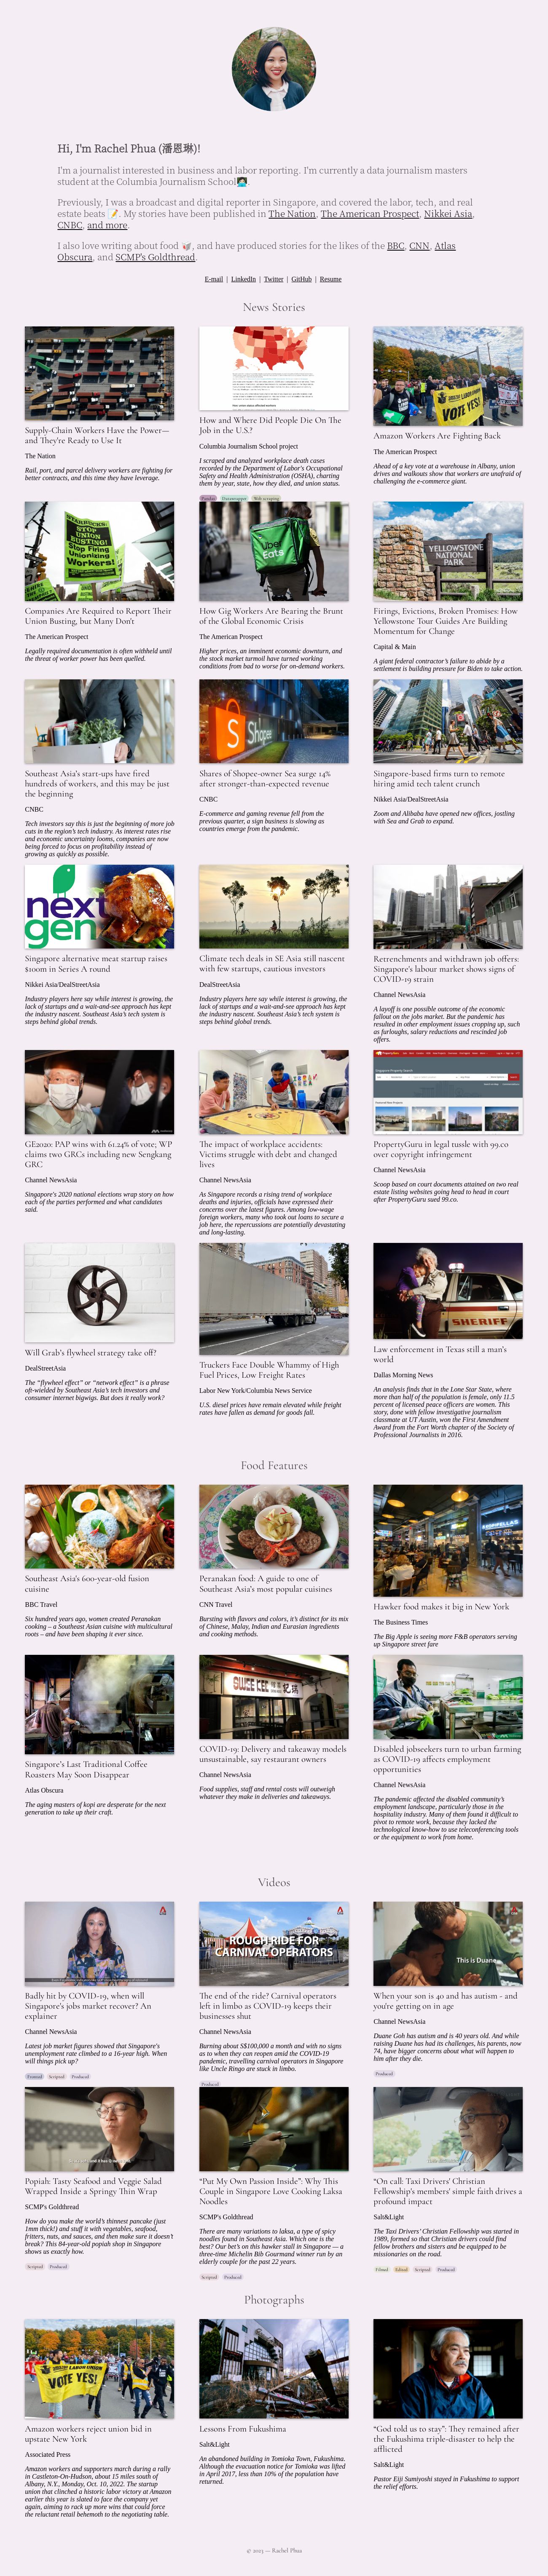 Hi, I'm Rachel Phua (潘恩琳)!
I'm a journalist interested in business and labor reporting. I'm currently a data journalism masters
student at the Columbia Journalism School👩🏻‍💻.
Previously, I was a broadcast and digital reporter in Singapore, and covered the labor, tech, and real
estate beats 📝. My stories have been published in The Nation, The American Prospect, Nikkei Asia,
CNBC, and more.
I also love writing about food 🥡, and have produced stories for the likes of the BBC, CNN, Atlas
Obscura, and SCMP's Goldthread.
E-mail | LinkedIn | Twitter | GitHub | Resume
News Stories
Supply-Chain Workers Have the Power—
and They're Ready to Use It
The Nation
Rail, port, and parcel delivery workers are fighting for
better contracts, and this time they have leverage.
How and Where Did People Die On The
Job in the U.S.?
Columbia Journalism School project
I scraped and analyzed workplace death cases
recorded by the Department of Labor's Occupational
Safety and Health Administration (OSHA), charting
them by year, state, how they died, and union status.
Pandas Datawrapper Web scraping
VOTE YES!
Amazon Workers Are Fighting Back
The American Prospect
Ahead of a key vote at a warehouse in Albany, union
drives and walkouts show that workers are unafraid of
challenging the e-commerce giant.
STOP
UNION
BUSTING!
Stop Firing
Unionizing
Workers!
Companies Are Required to Report Their
Union Busting, but Many Don't
The American Prospect
Legally required documentation is often withheld until
the threat of worker power has been quelled.
Uber
Eats
How Gig Workers Are Bearing the Brunt
of the Global Economic Crisis
The American Prospect
Higher prices, an imminent economic downturn, and
the stock market turmoil have turned working
conditions from bad to worse for on-demand workers.
YELLOWSTONE
NATIONAL
PARK
Firings, Evictions, Broken Promises: How
Yellowstone Tour Guides Are Building
Momentum for Change
Capital & Main
A giant federal contractor's failure to abide by a
settlement is building pressure for Biden to take action.
Southeast Asia's start-ups have fired
hundreds of workers, and this may be just
the beginning
CNBC
Tech investors say this is just the beginning of more job
cuts in the region's tech industry. As interest rates rise
and economic uncertainty looms, companies are now
being forced to focus on profitability instead of
growing as quickly as possible.
Shopee
Shares of Shopee-owner Sea surge 14%
after stronger-than-expected revenue
CNBC
E-commerce and gaming revenue fell from the
previous quarter, a sign business is slowing as
countries emerge from the pandemic.
Singapore-based firms turn to remote
hiring amid tech talent crunch
Nikkei Asia/DealStreetAsia
Zoom and Alibaba have opened new offices, jostling
with Sea and Grab to expand.
next
gen
Singapore alternative meat startup raises
$100m in Series A round
Nikkei Asia/DealStreetAsia
Industry players here say while interest is growing, the
lack of startups and a wait-and-see approach has kept
the industry nascent. Southeast Asia's tech system is
steps behind global trends.
Climate tech deals in SE Asia still nascent
with few startups, cautious investors
DealStreetAsia
Industry players here say while interest is growing, the
lack of startups and a wait-and-see approach has kept
the industry nascent. Southeast Asia's tech system is
steps behind global trends.
Retrenchments and withdrawn job offers:
Singapore's labour market shows signs of
COVID-19 strain
Channel NewsAsia
A layoff is one possible outcome of the economic
fallout on the jobs market. But the pandemic has
resulted in other employment issues cropping up, such
as furloughs, salary reductions and rescinded job
offers.
GE2020: PAP wins with 61.24% of vote; WP
claims two GRCs including new Sengkang
GRC
Channel NewsAsia
Singapore's 2020 national elections wrap story on how
each of the parties performed and what candidates
said.
The impact of workplace accidents:
Victims struggle with debt and changed
lives
Channel NewsAsia
As Singapore records a rising trend of workplace
deaths and injuries, officials have expressed their
concerns over the latest figures. Among low-wage
foreign workers, many who took out loans to secure a
job here, the repercussions are potentially devastating
and long-lasting.
PropertyGuru in legal tussle with 99.co
over copyright infringement
Channel NewsAsia
Scoop based on court documents attained on two real
estate listing websites going head to head in court
after PropertyGuru sued 99.co.
Will Grab's flywheel strategy take off?
DealStreetAsia
The “flywheel effect” or “network effect” is a phrase
oft-wielded by Southeast Asia's tech investors and
consumer internet bigwigs. But does it really work?
Truckers Face Double Whammy of High
Fuel Prices, Low Freight Rates
Labor New York/Columbia News Service
U.S. diesel prices have remain elevated while freight
rates have fallen as demand for goods fall.
SHERIFF
Law enforcement in Texas still a man's
world
Dallas Morning News
An analysis finds that in the Lone Star State, where
more than half of the population is female, only 11.5
percent of licensed peace officers are women. This
story, done with fellow investigative journalism
classmate at UT Austin, won the First Amendment
Award from the Fort Worth chapter of the Society of
Professional Journalists in 2016.
Food Features
Southeast Asia's 600-year-old fusion
cuisine
BBC Travel
Six hundred years ago, women created Peranakan
cooking – a Southeast Asian cuisine with multicultural
roots – and have been shaping it ever since.
Peranakan food: A guide to one of
Southeast Asia's most popular cuisines
CNN Travel
Bursting with flavors and colors, it's distinct for its mix
of Chinese, Malay, Indian and Eurasian ingredients
and cooking methods.
Hawker food makes it big in New York
The Business Times
The Big Apple is seeing more F&B operators serving
up Singapore street fare
Singapore's Last Traditional Coffee
Roasters May Soon Disappear
Atlas Obscura
The aging masters of kopi are desperate for the next
generation to take up their craft.
COVID-19: Delivery and takeaway models
unsustainable, say restaurant owners
Channel NewsAsia
Food supplies, staff and rental costs will outweigh
whatever they make in deliveries and takeaways.
Disabled jobseekers turn to urban farming
as COVID-19 affects employment
opportunities
Channel NewsAsia
The pandemic affected the disabled community's
employment landscape, particularly those in the
hospitality industry. Many of them found it difficult to
pivot to remote work, because they lacked the
technological know-how to use teleconferencing tools
or the equipment to work from home.
Videos
Badly hit by COVID-19, when will
Singapore's jobs market recover? An
explainer
Channel NewsAsia
Latest job market figures showed that Singapore's
unemployment rate climbed to a 16-year high. When
will things pick up?
Fronted Scripted Produced
ROUGH RIDE FOR
CARNIVAL OPERATORS
The end of the ride? Carnival operators
left in limbo as COVID-19 keeps their
businesses shut
Channel NewsAsia
Burning about S$100,000 a month and with no signs
as to when they can reopen amid the COVID-19
pandemic, travelling carnival operators in Singapore
like Uncle Ringo are stuck in limbo.
Produced
This is Duane
When your son is 40 and has autism - and
you're getting on in age
Channel NewsAsia
Duane Goh has autism and is 40 years old. And while
raising Duane has had its challenges, his parents, now
74, have bigger concerns about what will happen to
him after they die.
Produced
Popiah: Tasty Seafood and Veggie Salad
Wrapped Inside a Springy Thin Wrap
SCMP's Goldthread
How do you make the world's thinnest pancake (just
1mm thick!) and stuff it with vegetables, seafood,
fritters, nuts, and sauces, and then make sure it doesn't
break? This 84-year-old popiah shop in Singapore
shows us exactly how.
Scripted Produced
“Put My Own Passion Inside”: Why This
Couple in Singapore Love Cooking Laksa
Noodles
SCMP's Goldthread
There are many variations to laksa, a type of spicy
noodles found in Southeast Asia. Which one is the
best? Our bet's on this hawker stall in Singapore — a
three-time Michelin Bib Gourmand winner run by an
elderly couple for the past 22 years.
Scripted Produced
“On call: Taxi Drivers' Christian
Fellowship's members' simple faith drives a
profound impact
Salt&Light
The Taxi Drivers' Christian Fellowship was started in
1989, formed so that Christian drivers could find
fellow brothers and sisters and be equipped to be
missionaries on the road.
Filmed Edited Scripted Produced
Photographs
VOTE YES!
Amazon workers reject union bid in
upstate New York
Associated Press
Amazon workers and supporters march during a rally
in Castleton-On-Hudson, about 15 miles south of
Albany, N.Y., Monday, Oct. 10, 2022. The startup
union that clinched a historic labor victory at Amazon
earlier this year is slated to face the company yet
again, aiming to rack up more wins that could force
the reluctant retail behemoth to the negotiating table.
Lessons From Fukushima
Salt&Light
An abandoned building in Tomioka Town, Fukushima.
Although the evacuation notice for Tomioka was lifted
in April 2017, less than 10% of the population have
returned.
“God told us to stay”: They remained after
the Fukushima triple-disaster to help the
afflicted
Salt&Light
Pastor Eiji Sumiyoshi stayed in Fukushima to support
the relief efforts.
© 2023 — Rachel Phua